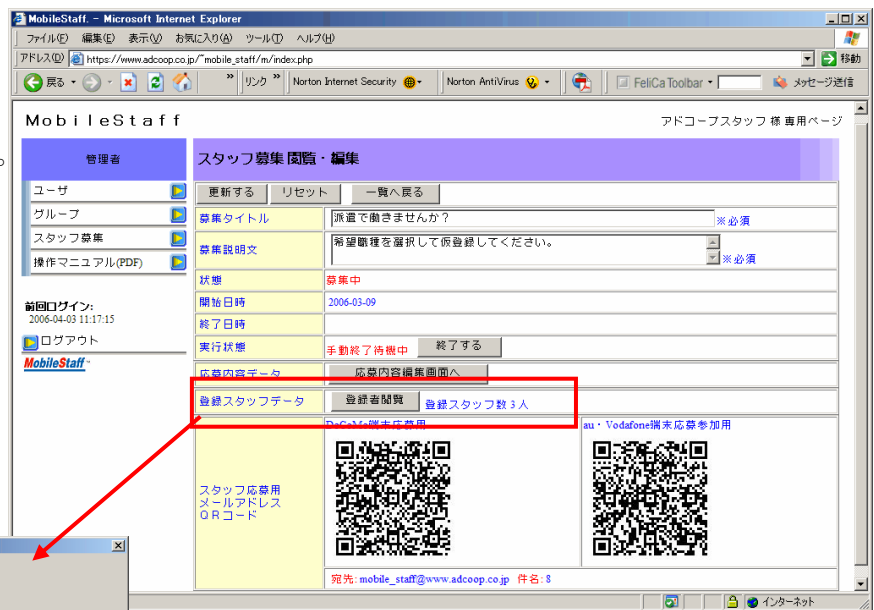 MobileStaff. - Microsoft Internet Explorer
ファイル(F) 編集(E) 表示(V) お気に入り(A) ツール(T) ヘルプ(H)
アドレス(D) https://www.adcoop.co.jp/~mobile_staff/m/index.php 移動
戻る » リンク » Norton Internet Security Norton AntiVirus FeliCa Toolbar メッセージ送信
MobileStaff アドコープスタッフ 様 専用ページ
管理者
ユーザ
グループ
スタッフ募集
操作マニュアル(PDF)
前回ログイン:
2006-04-03 11:17:15
ログアウト
MobileStaff
スタッフ募集 閲覧・編集
更新する リセット 一覧へ戻る
募集タイトル 派遣で働きませんか? ※必須
募集説明文 希望職種を選択して仮登録してください。 ※必須
状態 募集中
開始日時 2006-03-09
終了日時
実行状態 手動終了待機中 終了する
応募内容データ 応募内容編集画面へ
登録スタッフデータ 登録者閲覧 登録スタッフ数 3 人
DoCoMo端末応募用 au・Vodafone端末応募参加用
スタッフ応募用
メールアドレス
QRコード
宛先: mobile_staff@www.adcoop.co.jp 件名: 8
インターネット